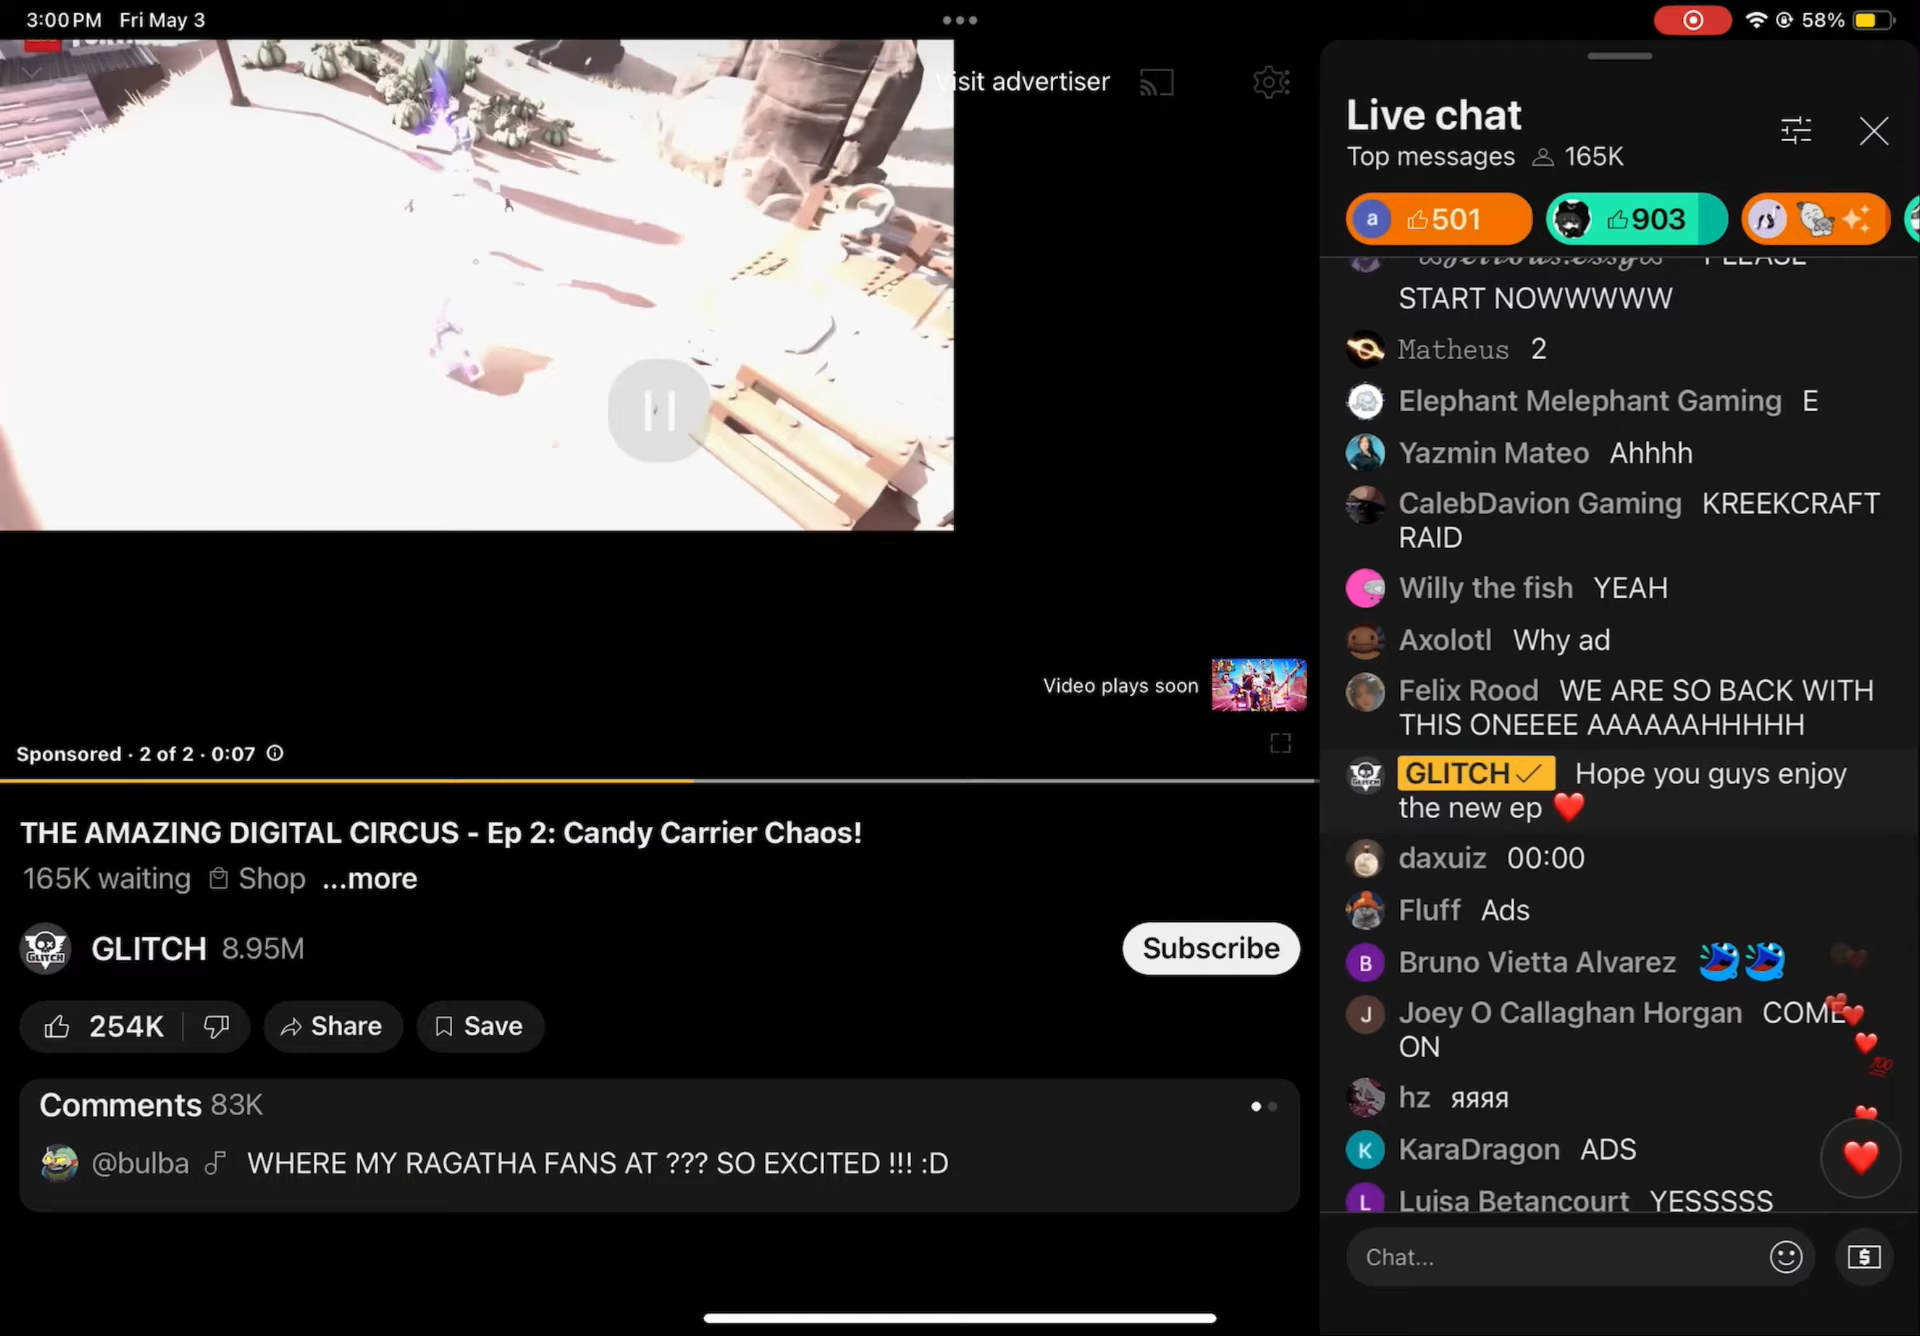 3:00 PM Fri May 3
58%
Visit advertiser
Video plays soon
Sponsored · 2 of 2 · 0:07
THE AMAZING DIGITAL CIRCUS - Ep 2: Candy Carrier Chaos!
165K waiting Shop ...more
GLITCH 8.95M
Subscribe
254K Share Save
Comments 83K
@bulba WHERE MY RAGATHA FANS AT ??? SO EXCITED !!! :D
Live chat
Top messages 165K
a 501 903
PLEASE
START NOWWWWW
Matheus 2
Elephant Melephant Gaming E
Yazmin Mateo Ahhhh
CalebDavion Gaming KREEKCRAFT
RAID
Willy the fish YEAH
Axolotl Why ad
Felix Rood WE ARE SO BACK WITH
THIS ONEEEE AAAAAAHHHHH
GLITCH✓ Hope you guys enjoy
the new ep ❤️
daxuiz 00:00
Fluff Ads
B Bruno Vietta Alvarez
J Joey O Callaghan Horgan COME
ON
hz яяяя
K KaraDragon ADS
L Luisa Betancourt YESSSSS
Chat...